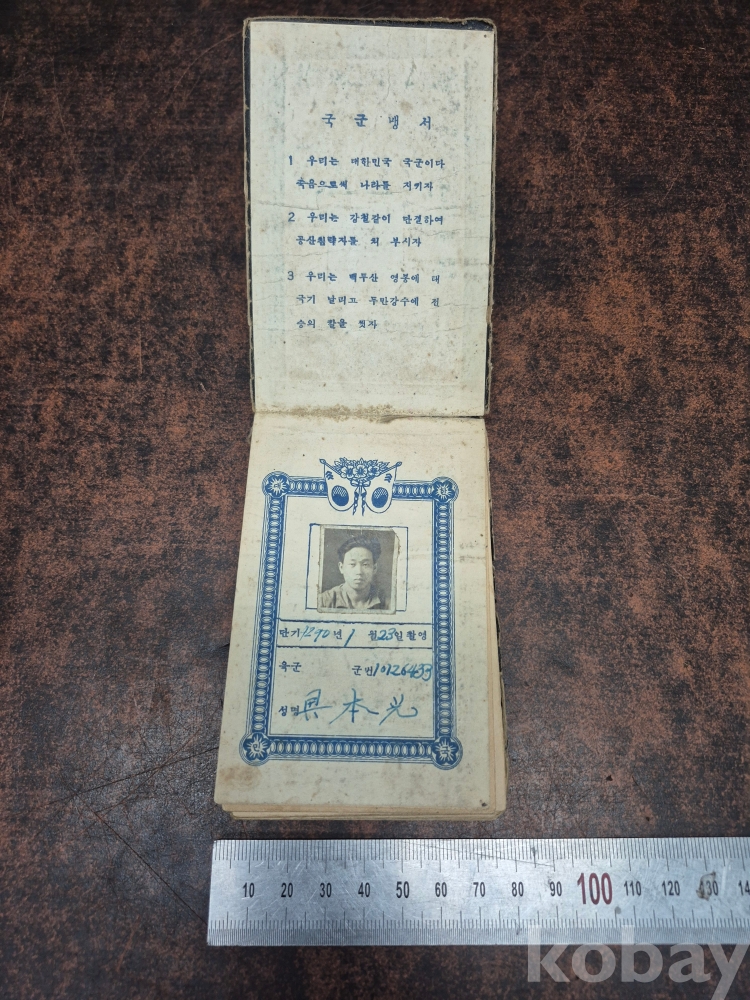 국 군 맹 서
1 우리는 대한민국 국군이다
죽음으로써 나라를 지키자
2 우리는 강철같이 단결하여
공산침략자를 쳐 부시자
3 우리는 백두산 영봉에 태
극기 날리고 두만강수에 전
승의 칼을 씻자
단기4290년 1 월23일촬영
육군 군번10126433
성명 具本光
10 20 30 40 50 60 70 80 90 100 110 120 130 14
kobay